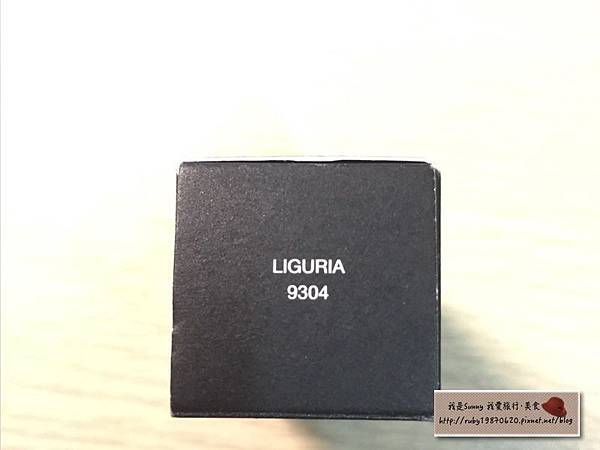 LIGURIA
9304
我是Sunny 我愛旅行·美食
http://ruby19870620.pixnet.net/blog